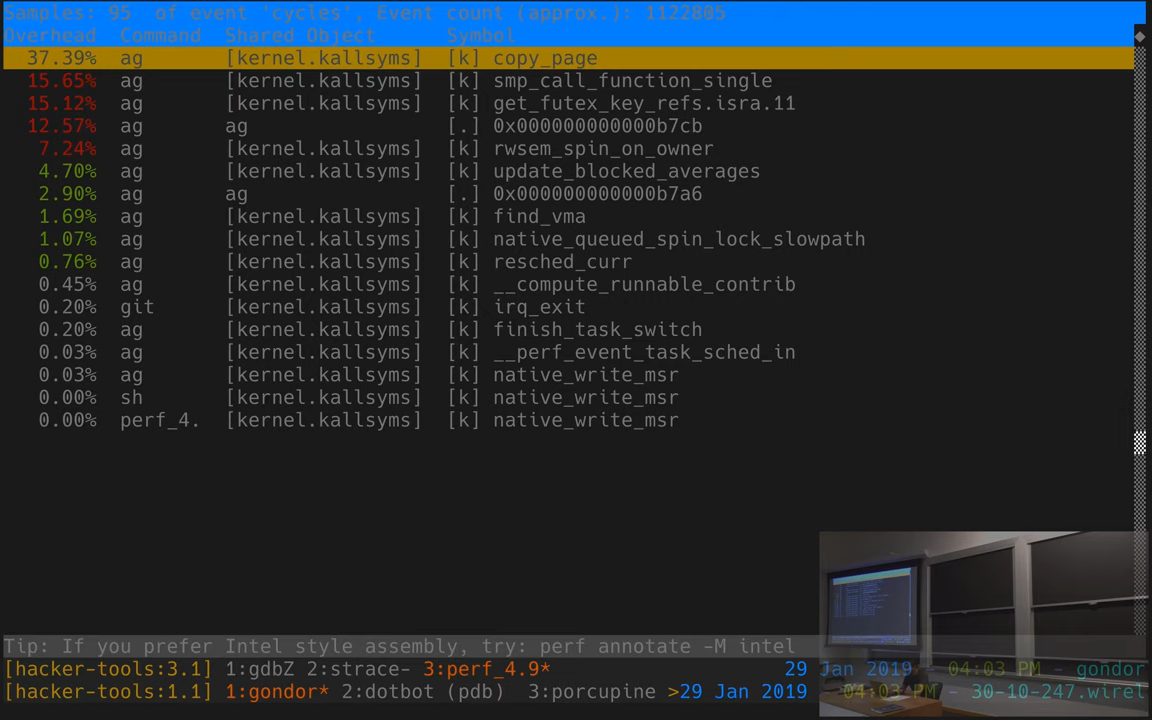 Samples: 95  of event 'cycles', Event count (approx.): 1122805
Overhead  Command  Shared Object      Symbol
37.39%  ag       [kernel.kallsyms]  [k] copy_page
15.65%  ag       [kernel.kallsyms]  [k] smp_call_function_single
15.12%  ag       [kernel.kallsyms]  [k] get_futex_key_refs.isra.11
12.57%  ag       ag                 [.] 0x000000000000b7cb
7.24%  ag       [kernel.kallsyms]  [k] rwsem_spin_on_owner
4.70%  ag       [kernel.kallsyms]  [k] update_blocked_averages
2.90%  ag       ag                 [.] 0x000000000000b7a6
1.69%  ag       [kernel.kallsyms]  [k] find_vma
1.07%  ag       [kernel.kallsyms]  [k] native_queued_spin_lock_slowpath
0.76%  ag       [kernel.kallsyms]  [k] resched_curr
0.45%  ag       [kernel.kallsyms]  [k] __compute_runnable_contrib
0.20%  git      [kernel.kallsyms]  [k] irq_exit
0.20%  ag       [kernel.kallsyms]  [k] finish_task_switch
0.03%  ag       [kernel.kallsyms]  [k] __perf_event_task_sched_in
0.03%  ag       [kernel.kallsyms]  [k] native_write_msr
0.00%  sh       [kernel.kallsyms]  [k] native_write_msr
0.00%  perf_4.  [kernel.kallsyms]  [k] native_write_msr
Tip: If you prefer Intel style assembly, try: perf annotate -M intel
[hacker-tools:3.1] 1:gdbZ 2:strace- 3:perf_4.9* 29 Jan 2019 - 04:03 PM - gondor
[hacker-tools:1.1] 1:gondor* 2:dotbot (pdb)  3:porcupine >29 Jan 2019 - 04:03 PM - 30-10-247.wirel